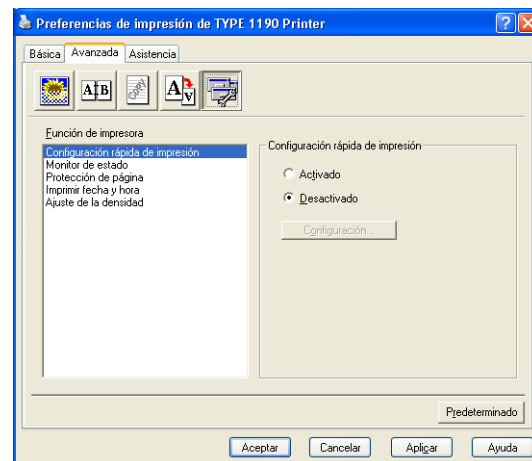 Preferencias de impresión de TYPE 1190 Printer
Básica Avanzada Asistencia
A B
A A
Función de impresora
Configuración rápida de impresión
Monitor de estado
Protección de página
Imprimir fecha y hora
Ajuste de la densidad
Configuración rápida de impresión
Activado
Desactivado
Configuración...
Predeterminado
Aceptar Cancelar Aplicar Ayuda